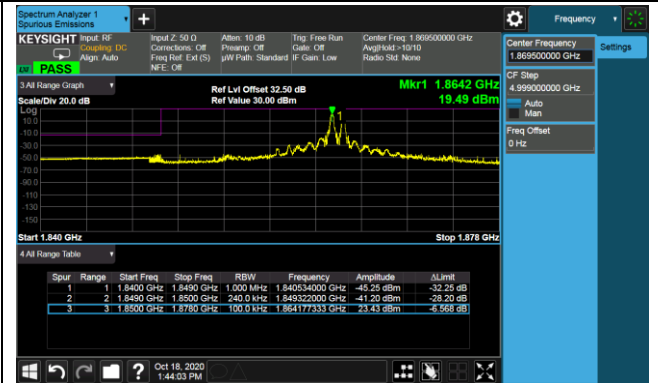 Spectrum Analyzer 1
Spurious Emissions
Frequency
KEYSIGHT
Input: RF
Coupling: DC
Align: Auto
Input Z: 50 Ω
Corrections: Off
Freq Ref: Ext (S)
NFE: Off
Atten: 10 dB
Preamp: Off
µW Path: Standard
Trig: Free Run
Gate: Off
IF Gain: Low
Center Freq: 1.869500000 GHz
Avg|Hold:>10/10
Radio Std: None
PASS
3 All Range Graph
Scale/Div 20.0 dB
Ref Lvl Offset 32.50 dB
Ref Value 30.00 dBm
Mkr1 1.8642 GHz
19.49 dBm
Log
10.0
-10.0
-30.0
-50.0
-70.0
-90.0
-110
-130
-150
1
Start 1.840 GHz
Stop 1.878 GHz
4 All Range Table
Spur Range Start Freq Stop Freq RBW Frequency Amplitude ΔLimit
1 1 1.8400 GHz 1.8490 GHz 1.000 MHz 1.840534000 GHz -45.25 dBm -32.25 dB
2 2 1.8490 GHz 1.8500 GHz 240.0 kHz 1.849322000 GHz -41.20 dBm -28.20 dB
3 3 1.8500 GHz 1.8780 GHz 100.0 kHz 1.864177333 GHz 23.43 dBm -6.568 dB
Oct 18, 2020
1:44:03 PM
Center Frequency
1.869500000 GHz
Settings
CF Step
4.999000000 GHz
Auto
Man
Freq Offset
0 Hz